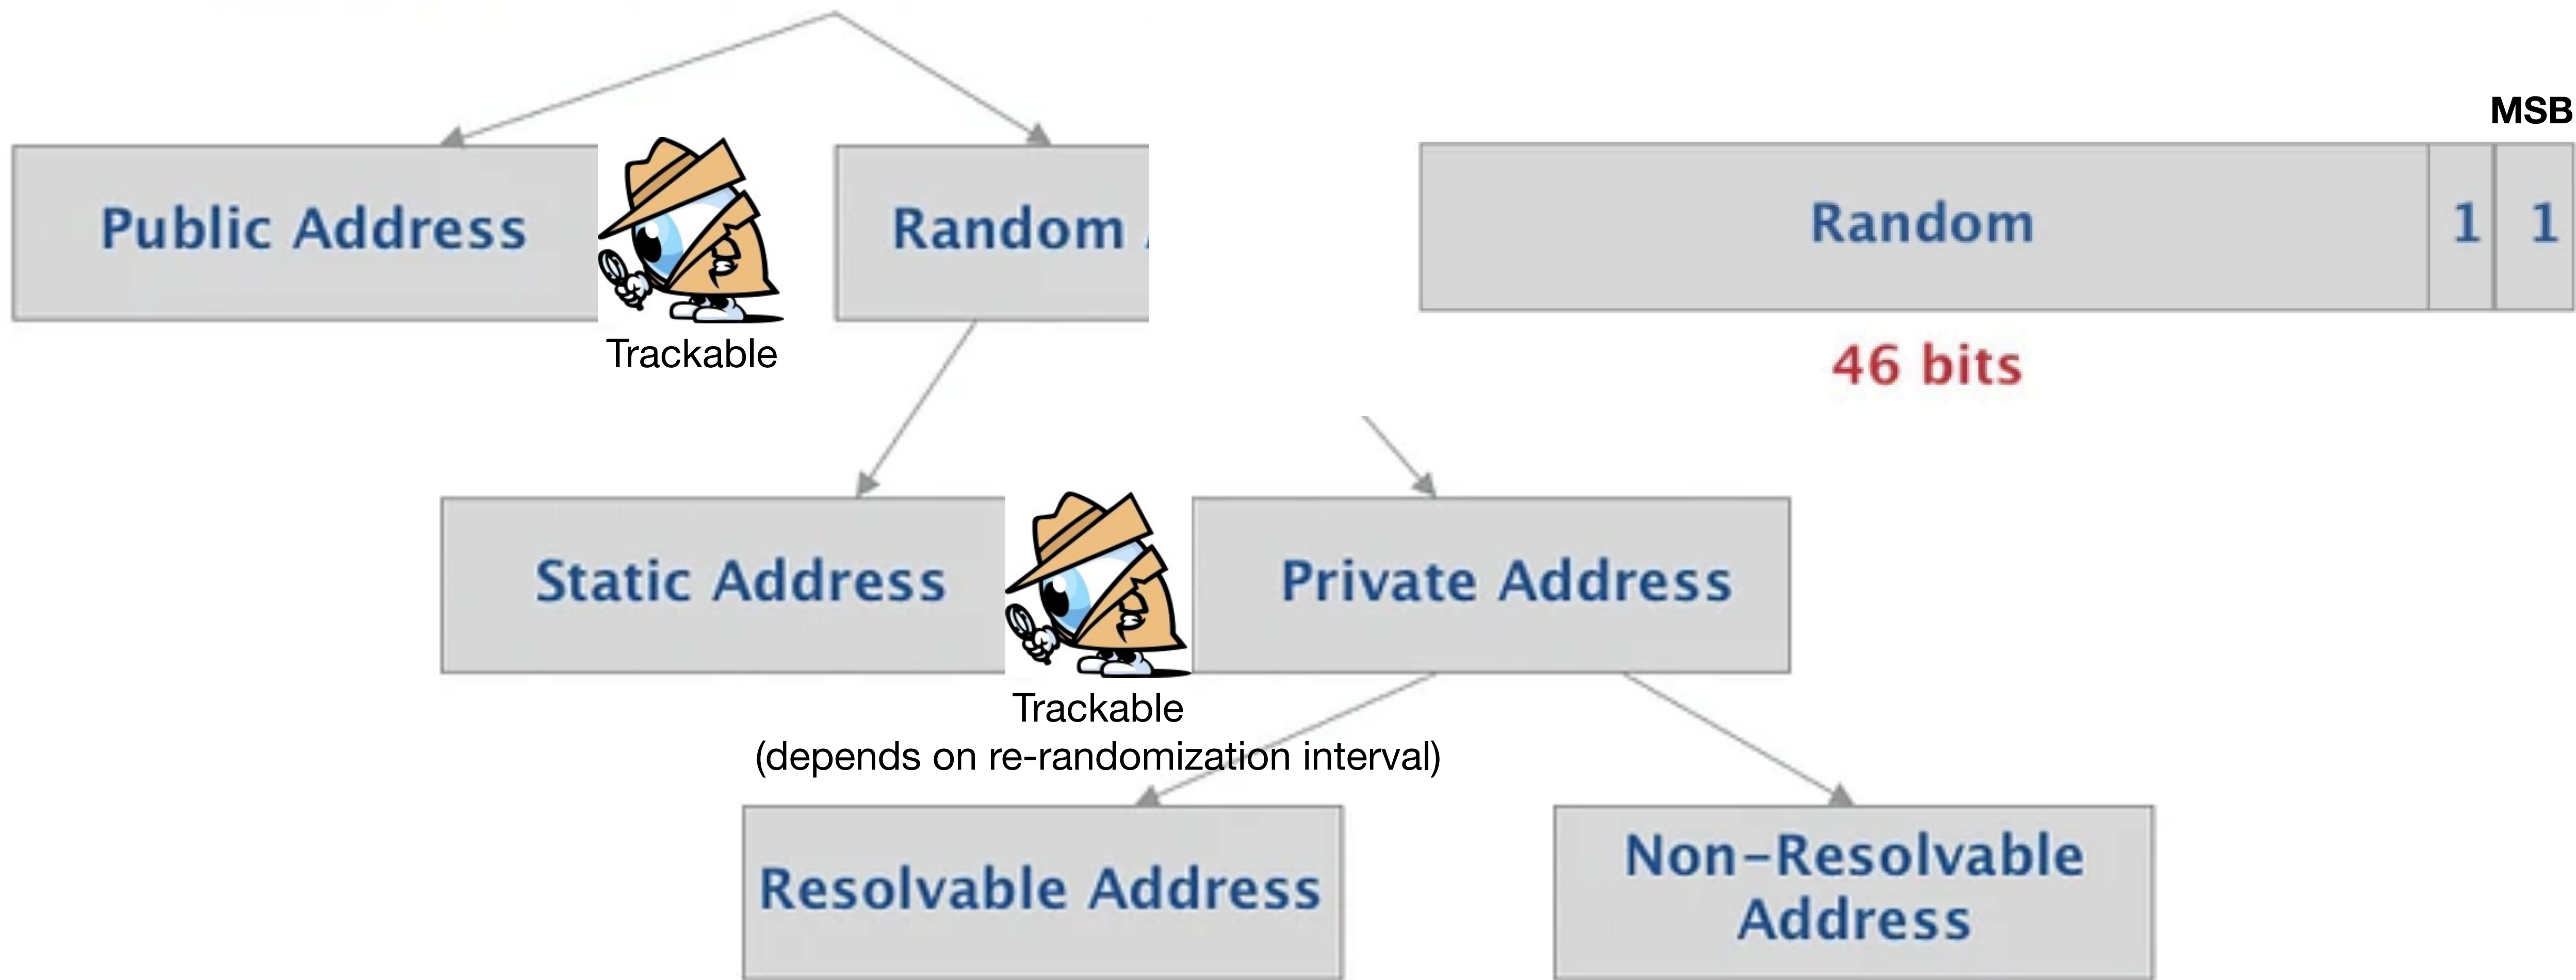 MSB
Public Address
Random
Random
1
1
Trackable
46 bits
Static Address
Private Address
Trackable
(depends on re-randomization interval)
Resolvable Address
Non-Resolvable
Address